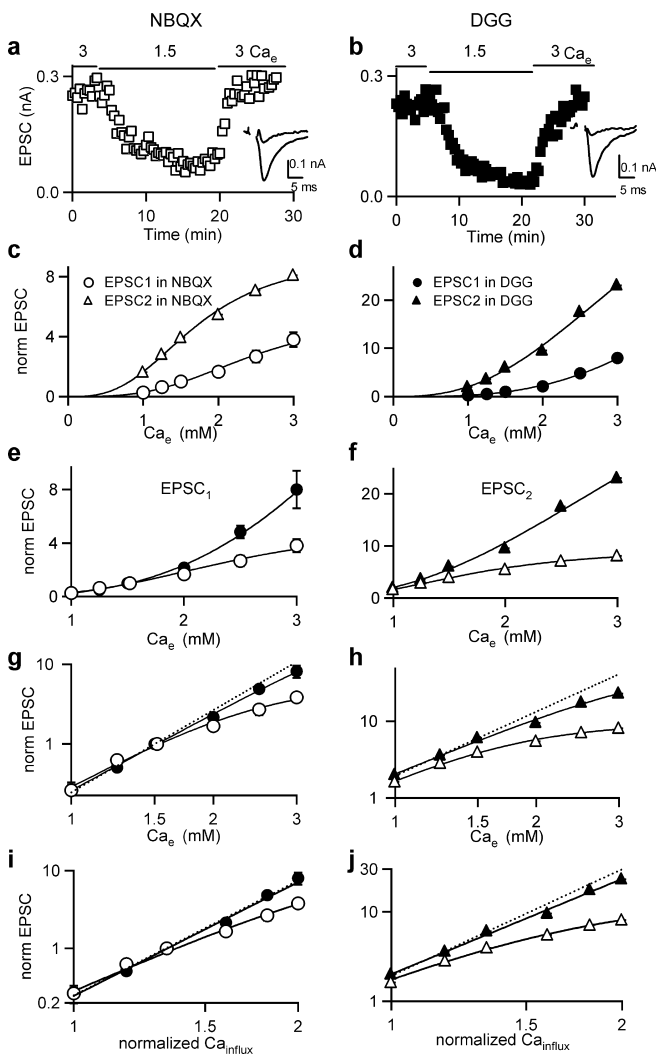 NBQX DGG
a b
3 1.5 3 Cae 3 1.5 3 Cae
0.3 0.3
EPSC (nA)
0.1 nA 0.1 nA
5 ms 5 ms
0.0 0.0
0 10 20 30 0 10 20 30
Time (min) Time (min)
c d
8 EPSC1 in NBQX EPSC1 in DGG
EPSC2 in NBQX 20 EPSC2 in DGG
norm EPSC
4 10
0 0
0 1 2 3 0 1 2 3
Cae (mM) Cae (mM)
e f
8 EPSC1 20 EPSC2
norm EPSC
4 10
0 0
1 2 3 1 2 3
Cae (mM) Cae (mM)
g h
10
norm EPSC
1 10
1
1 1.5 2 3 1 1.5 2 3
Cae (mM) Cae (mM)
i j
10 30
norm EPSC
1 10
0.2 1
1 1.5 2 1 1.5 2
normalized Cainflux normalized Cainflux